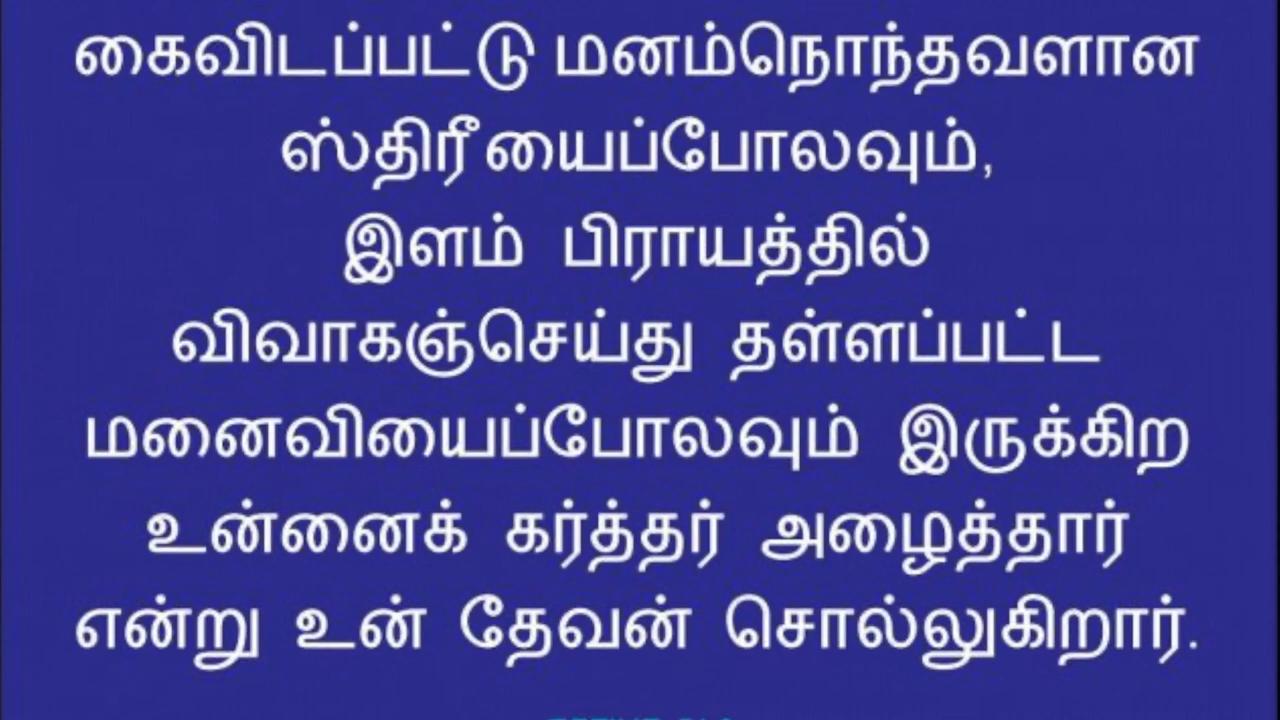 கைவிடப்பட்டு மனம்நொந்தவளான
ஸ்திரீயைப்போலவும்,
இளம் பிராயத்தில்
விவாகஞ்செய்து தள்ளப்பட்ட
மனைவியைப்போலவும் இருக்கிற
உன்னைக் கர்த்தர் அழைத்தார்
என்று உன் தேவன் சொல்லுகிறார்.